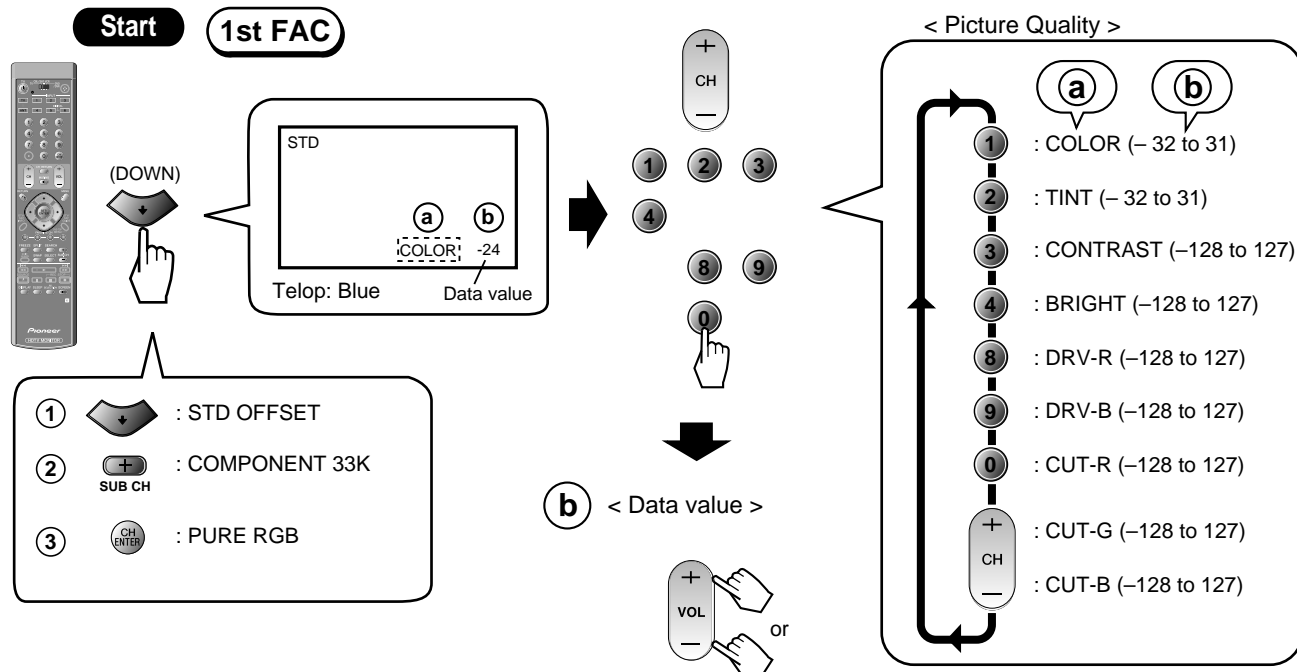 Start
1st FAC
Pioneer
HDTV MONITOR
(DOWN)
STD
a b
COLOR -24
Telop: Blue
Data value
1 : STD OFFSET
2 + SUB CH : COMPONENT 33K
3 CH ENTER : PURE RGB
+
CH
–
1 2 3
4
8 9
0
b < Data value >
+
VOL
–
or
< Picture Quality >
a b
1 : COLOR (– 32 to 31)
2 : TINT (– 32 to 31)
3 : CONTRAST (–128 to 127)
4 : BRIGHT (–128 to 127)
8 : DRV-R (–128 to 127)
9 : DRV-B (–128 to 127)
0 : CUT-R (–128 to 127)
+ : CUT-G (–128 to 127)
CH
– : CUT-B (–128 to 127)